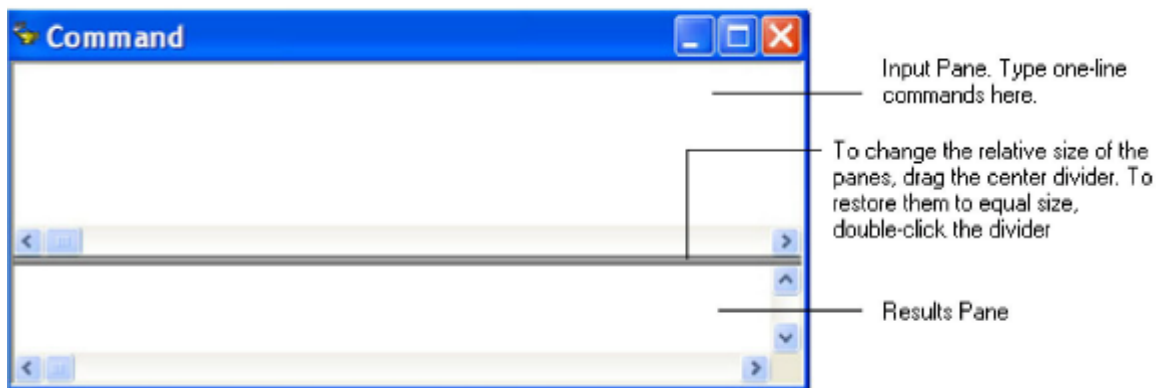 Command
Input Pane. Type one-line
commands here.
To change the relative size of the
panes, drag the center divider. To
restore them to equal size,
double-click the divider
Results Pane